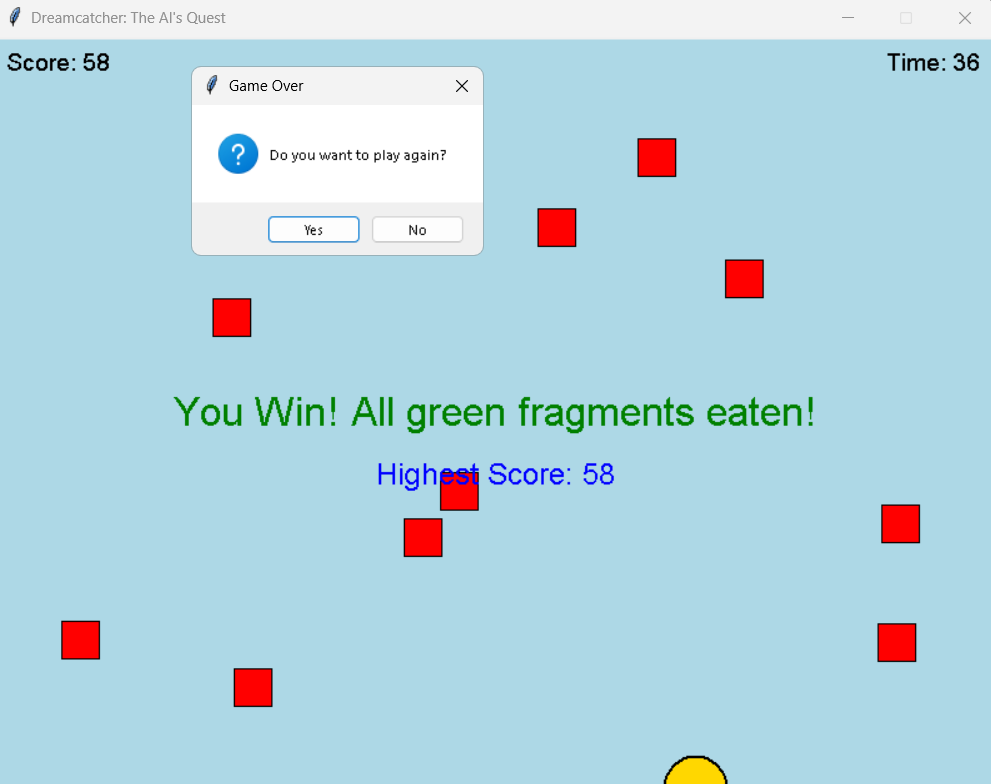 Dreamcatcher: The AI's Quest
Score: 58
Time: 36
Game Over
Do you want to play again?
Yes
No
You Win! All green fragments eaten!
Highest Score: 58